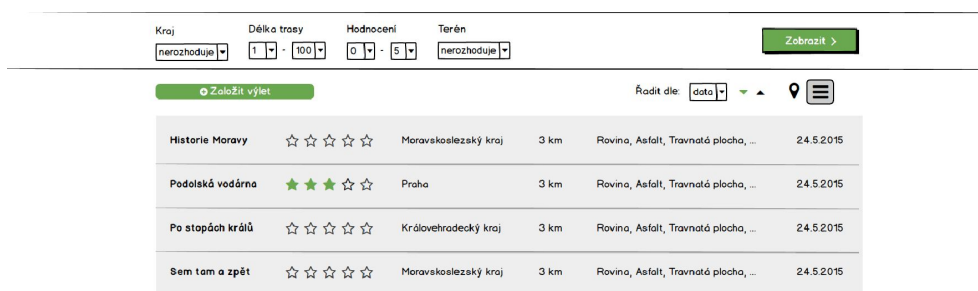 Kraj Délka trasy Hodnocení Terén
nerozhoduje 1 - 100 0 - 5 nerozhoduje Zobrazit >
Založit výlet Řadit dle: data
Historie Moravy Moravskoslezský kraj 3 km Rovina, Asfalt, Travnatá plocha, ... 24.5.2015
Podolská vodárna Praha 3 km Rovina, Asfalt, Travnatá plocha, ... 24.5.2015
Po stopách králů Královehradecký kraj 3 km Rovina, Asfalt, Travnatá plocha, ... 24.5.2015
Sem tam a zpět Moravskoslezský kraj 3 km Rovina, Asfalt, Travnatá plocha, ... 24.5.2015